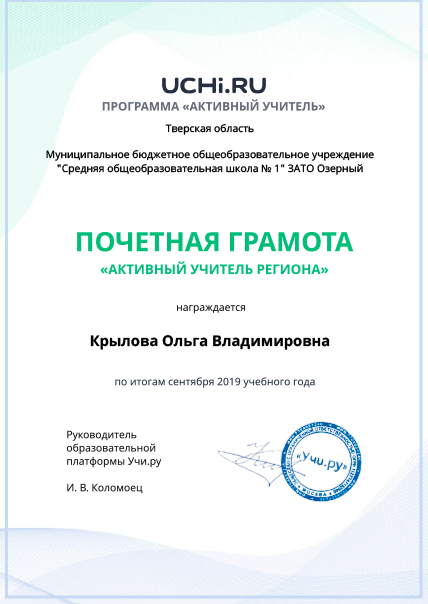 UCHi.RU
ПРОГРАММА «АКТИВНЫЙ УЧИТЕЛЬ»
Тверская область
Муниципальное бюджетное общеобразовательное учреждение
"Средняя общеобразовательная школа № 1" ЗАТО Озерный
ПОЧЕТНАЯ ГРАМОТА
«АКТИВНЫЙ УЧИТЕЛЬ РЕГИОНА»
награждается
Крылова Ольга Владимировна
по итогам сентября 2019 учебного года
Руководитель
образовательной
платформы Учи.ру
И. В. Коломоец
«Учи.ру»
МОСКВА